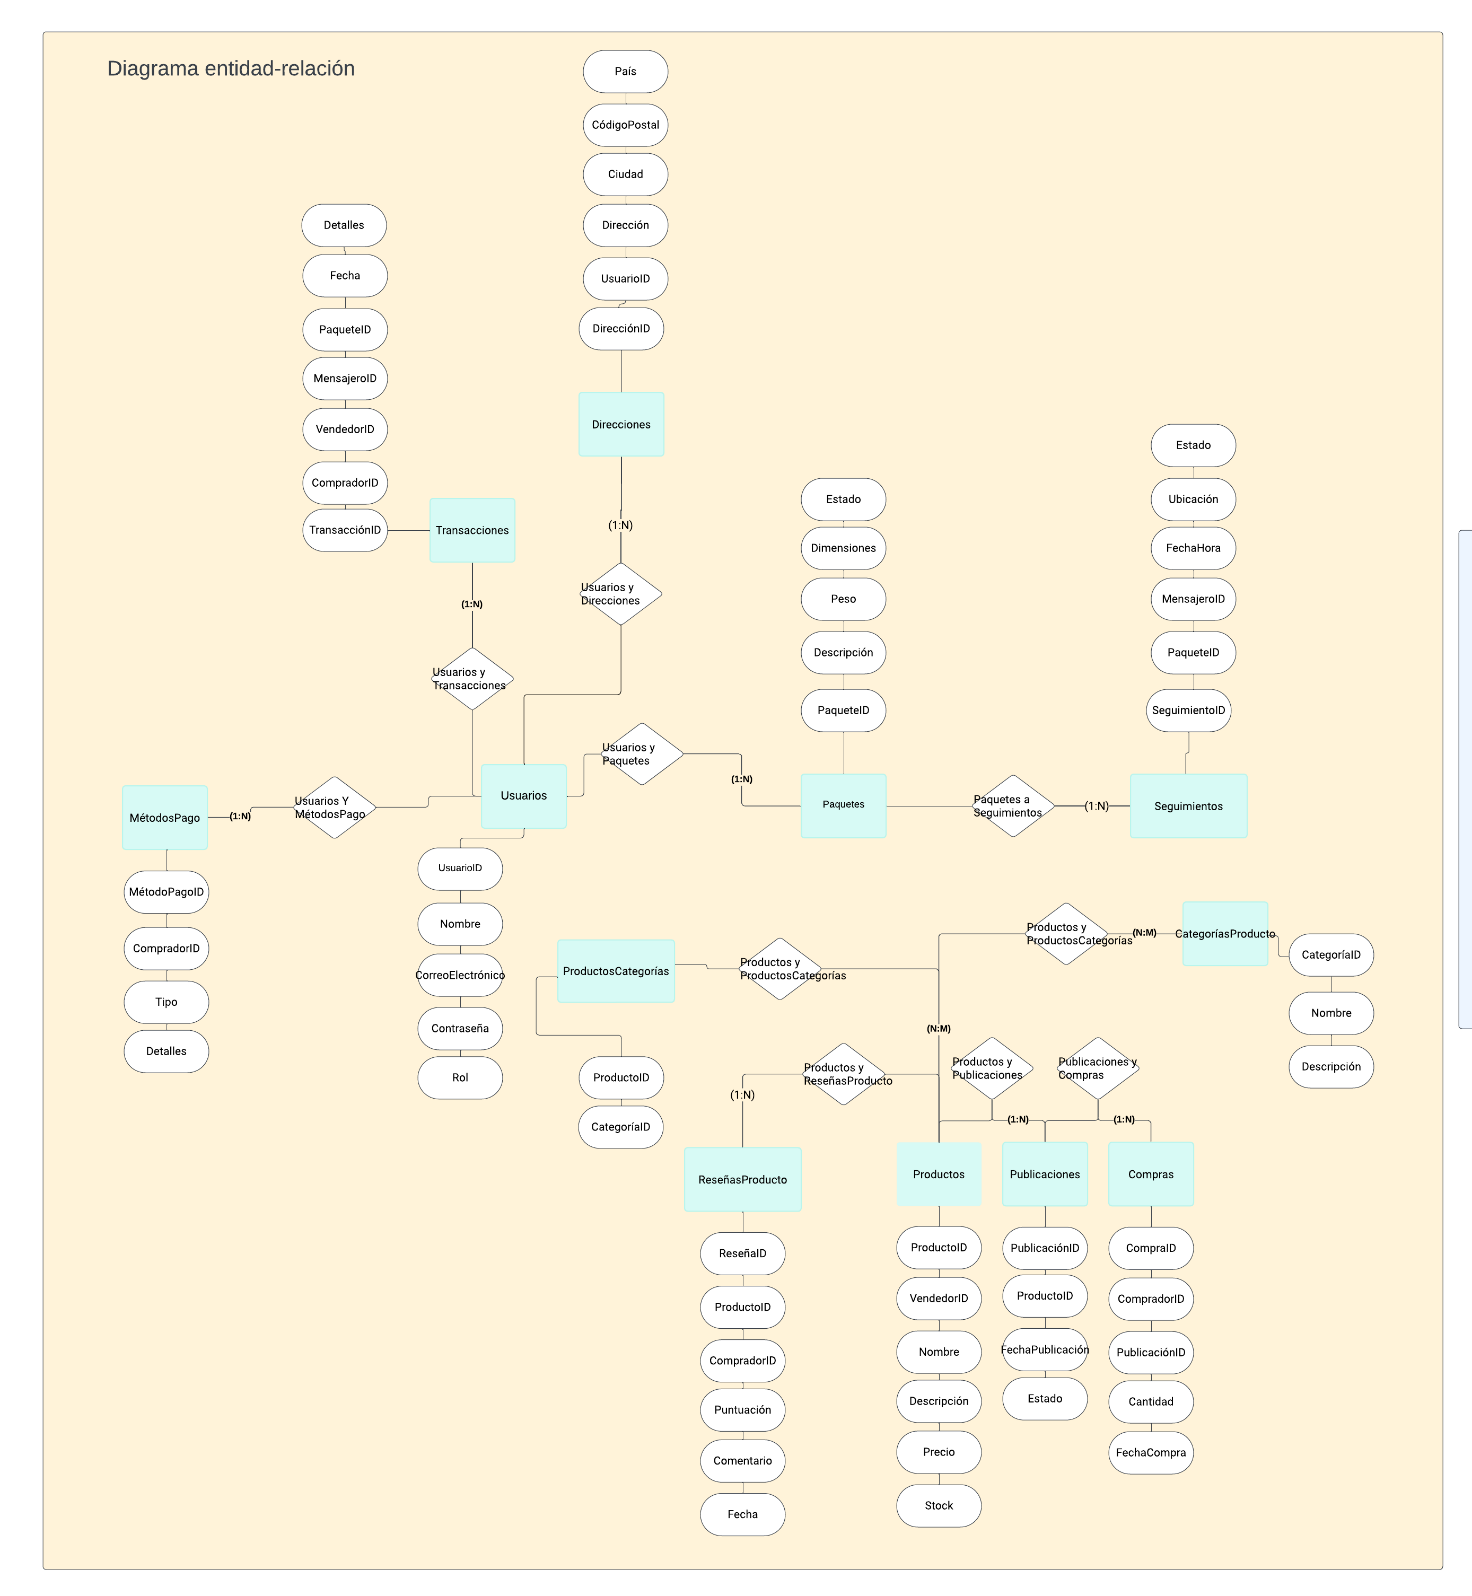 Diagrama entidad-relación
País
CódigoPostal
Ciudad
Dirección
UsuarioID
DirecciónID
Direcciones
(1:N)
Usuarios y
Direcciones
Detalles
Fecha
PaqueteID
MensajeroID
VendedorID
CompradorID
TransacciónID
Transacciones
(1:N)
Usuarios y
Transacciones
Estado
Dimensiones
Peso
Descripción
PaqueteID
Estado
Ubicación
FechaHora
MensajeroID
PaqueteID
SeguimientoID
MétodosPago
(1:N)
Usuarios Y
MétodosPago
Usuarios
Usuarios y
Paquetes
(1:N)
Paquetes
Paquetes a
Seguimientos
(1:N)
Seguimientos
MétodoPagoID
CompradorID
Tipo
Detalles
UsuarioID
Nombre
CorreoElectrónico
Contraseña
Rol
ProductosCategorías
Productos y
ProductosCategorías
Productos y
ProductosCategorías
(N:M)
CategoríasProducto
CategoríaID
Nombre
Descripción
(N:M)
ProductoID
CategoríaID
Productos y
ReseñasProducto
(1:N)
Productos y
Publicaciones
(1:N)
Publicaciones y
Compras
(1:N)
ReseñasProducto
Productos
Publicaciones
Compras
ReseñaID
ProductoID
CompradorID
Puntuación
Comentario
Fecha
ProductoID
VendedorID
Nombre
Descripción
Precio
Stock
PublicaciónID
ProductoID
FechaPublicación
Estado
CompraID
CompradorID
PublicaciónID
Cantidad
FechaCompra